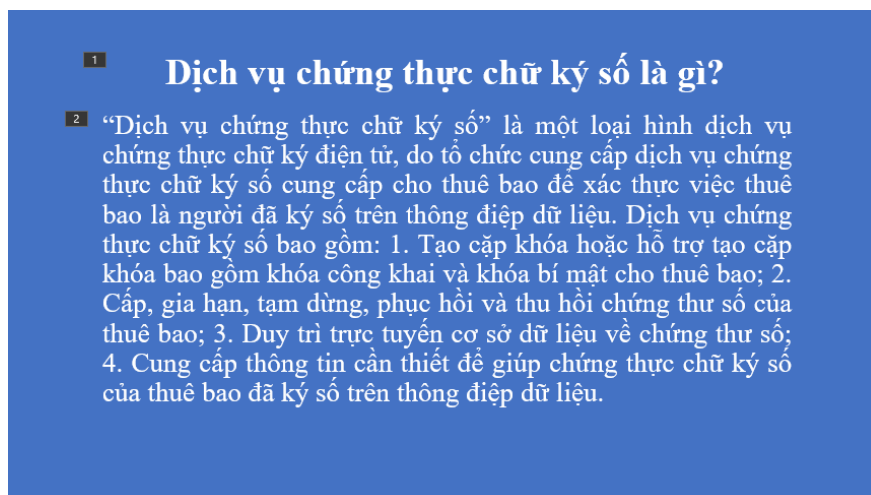 1
Dịch vụ chứng thực chữ ký số là gì?
2
“Dịch vụ chứng thực chữ ký số” là một loại hình dịch vụ
chứng thực chữ ký điện tử, do tổ chức cung cấp dịch vụ chứng
thực chữ ký số cung cấp cho thuê bao để xác thực việc thuê
bao là người đã ký số trên thông điệp dữ liệu. Dịch vụ chứng
thực chữ ký số bao gồm: 1. Tạo cặp khóa hoặc hỗ trợ tạo cặp
khóa bao gồm khóa công khai và khóa bí mật cho thuê bao; 2.
Cấp, gia hạn, tạm dừng, phục hồi và thu hồi chứng thư số của
thuê bao; 3. Duy trì trực tuyến cơ sở dữ liệu về chứng thư số;
4. Cung cấp thông tin cần thiết để giúp chứng thực chữ ký số
của thuê bao đã ký số trên thông điệp dữ liệu.